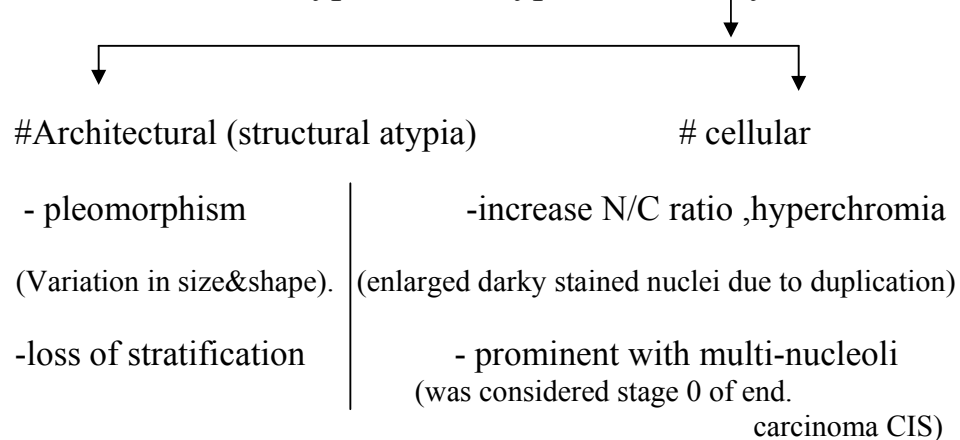 #Architectural (structural atypia) # cellular
- pleomorphism -increase N/C ratio ,hyperchromia
(Variation in size&shape). (enlarged darky stained nuclei due to duplication)
-loss of stratification - prominent with multi-nucleoli
(was considered stage 0 of end.
carcinoma CIS)